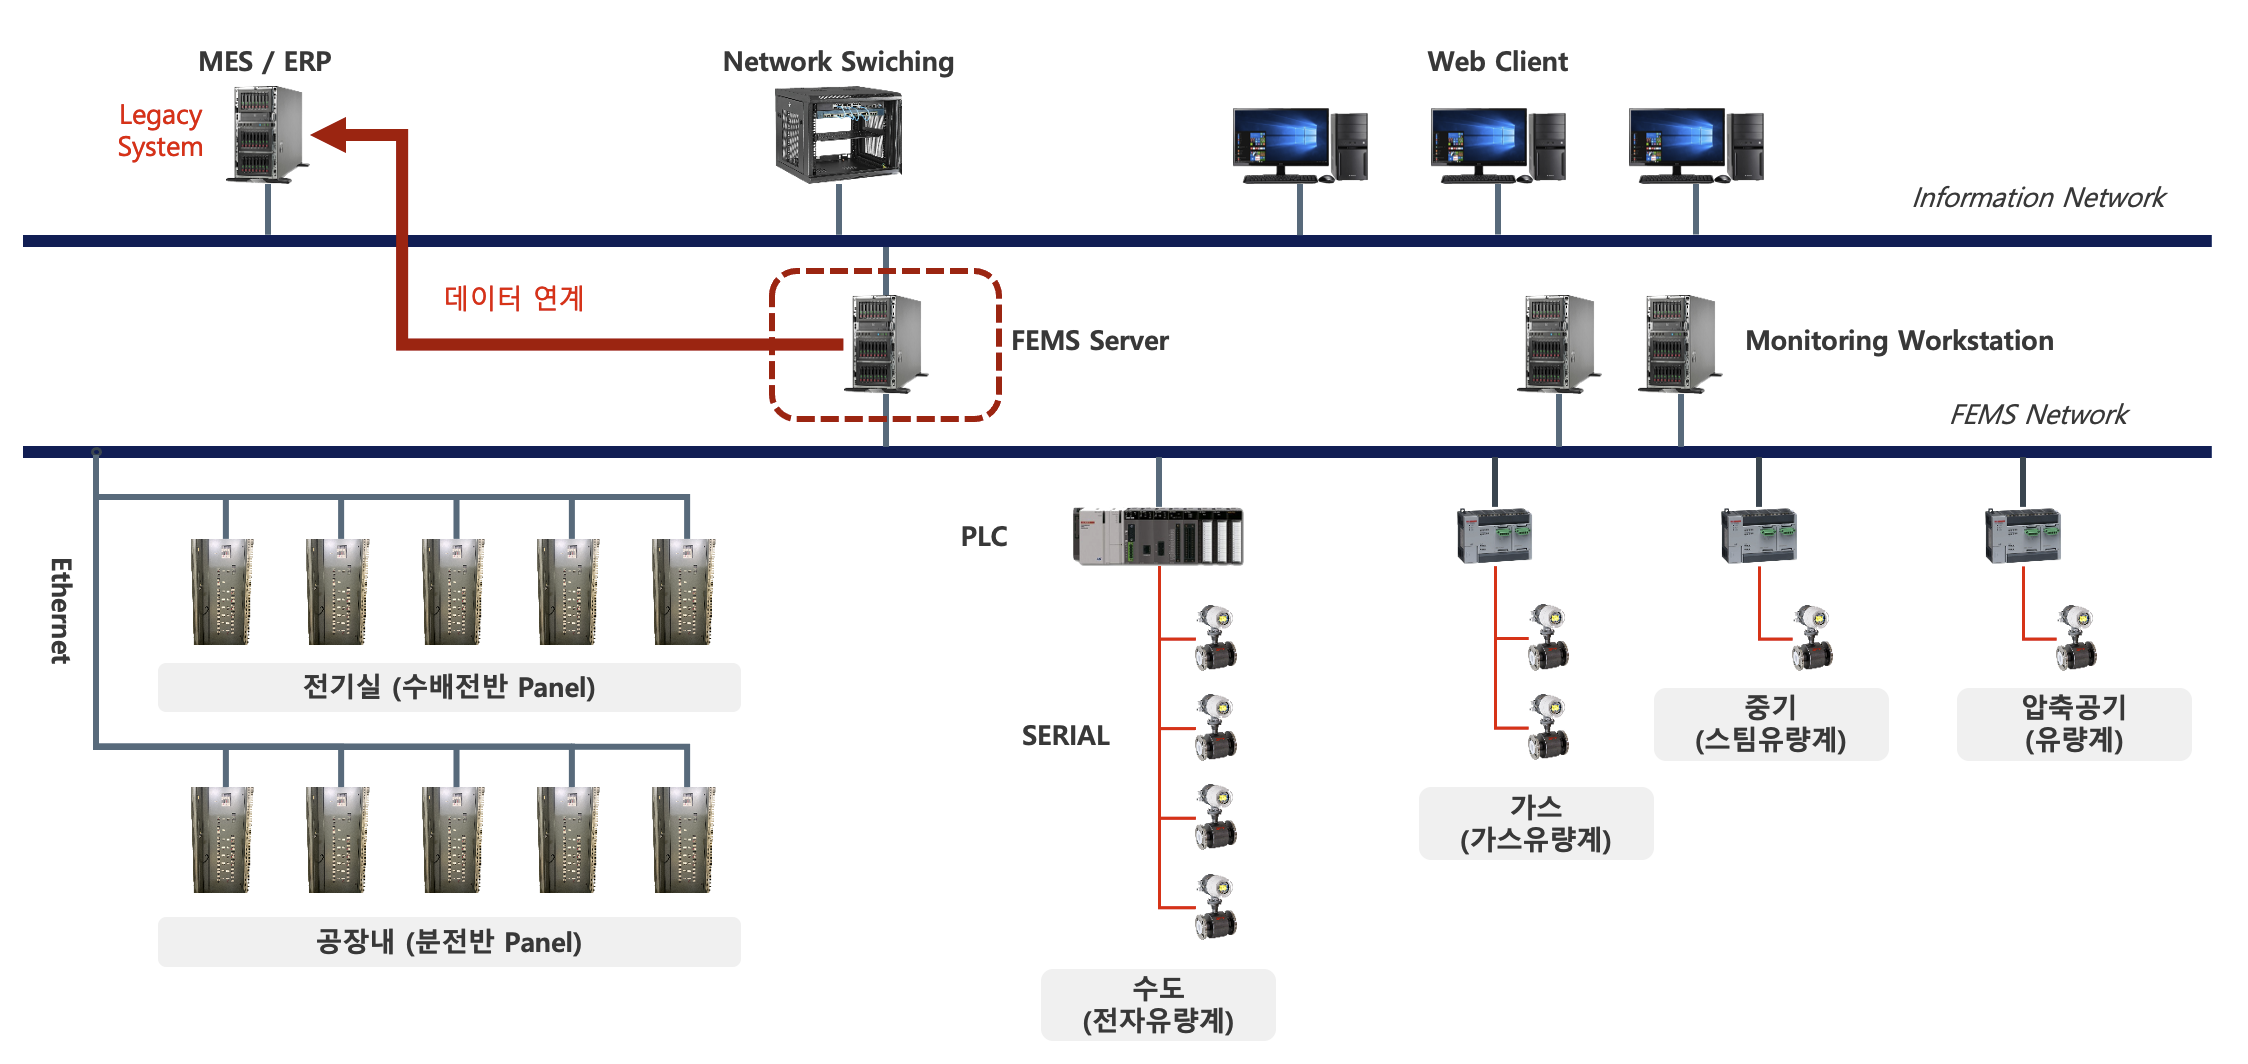 MES / ERP
Network Swiching
Web Client
Legacy
System
Information Network
데이터 연계
FEMS Server
Monitoring Workstation
FEMS Network
Ethernet
PLC
전기실 (수배전반 Panel)
SERIAL
중기
(스팀유량계)
압축공기
(유량계)
가스
(가스유량계)
공장내 (분전반 Panel)
수도
(전자유량계)